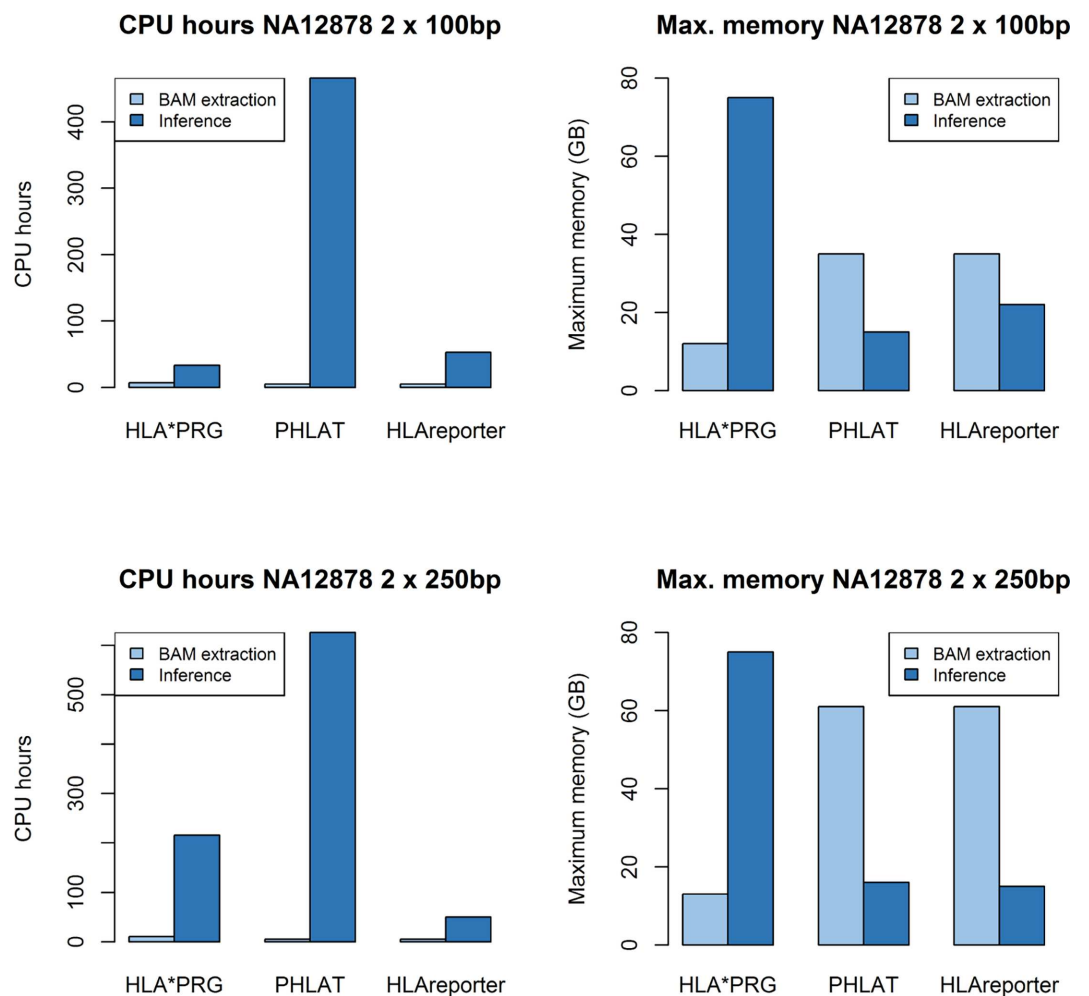 CPU hours NA12878 2 x 100bp
BAM extraction
Inference
CPU hours
0
100
200
300
400
HLA*PRG PHLAT HLAreporter
Max. memory NA12878 2 x 100bp
BAM extraction
Inference
Maximum memory (GB)
0
20
40
60
80
HLA*PRG PHLAT HLAreporter
CPU hours NA12878 2 x 250bp
BAM extraction
Inference
CPU hours
0
100
300
500
HLA*PRG PHLAT HLAreporter
Max. memory NA12878 2 x 250bp
BAM extraction
Inference
Maximum memory (GB)
0
20
40
60
80
HLA*PRG PHLAT HLAreporter